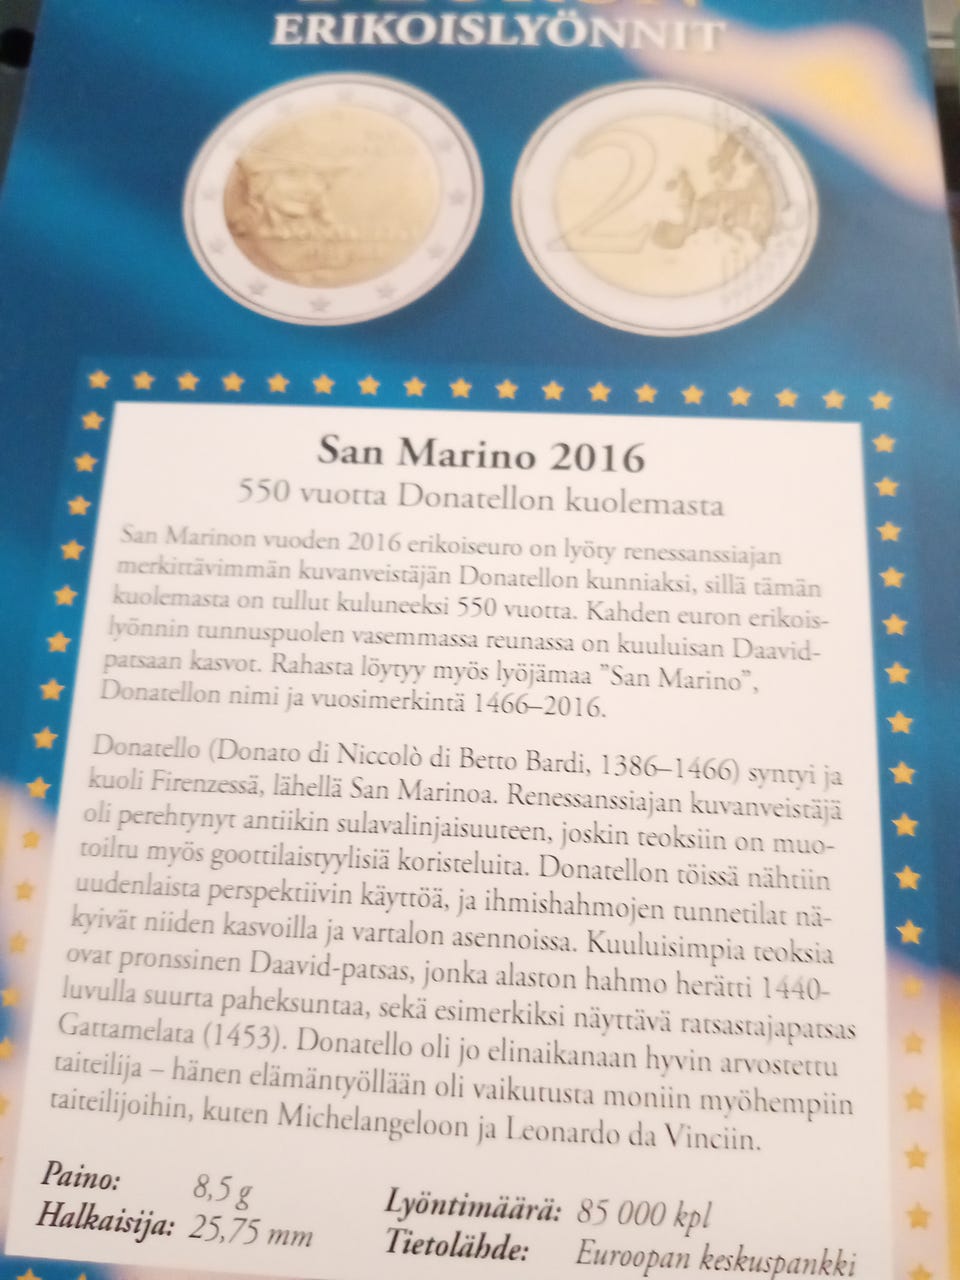 ERIKOISLYÖNNIT
2
San Marino 2016
550 vuotta Donatellon kuolemasta
San Marinon vuoden 2016 erikoiseuro on lyöty renessanssiajan
merkittävimmän kuvanveistäjän Donatellon kunniaksi, sillä tämän
kuolemasta on tullut kuluneeksi 550 vuotta. Kahden euron erikois-
lyönnin tunnuspuolen vasemmassa reunassa on kuuluisan Daavid-
patsaan kasvot. Rahasta löytyy myös lyöjämaa ”San Marino”,
Donatellon nimi ja vuosimerkintä 1466–2016.
Donatello (Donato di Niccolò di Betto Bardi, 1386–1466) syntyi ja
kuoli Firenzessä, lähellä San Marinoa. Renessanssiajan kuvanveistäjä
oli perehtynyt antiikin sulavalinjaisuuteen, joskin teoksiin on muo-
toiltu myös goottilaistyylisiä koristeluita. Donatellon töissä nähtiin
uudenlaista perspektiivin käyttöä, ja ihmishahmojen tunnetilat nä-
kyivät niiden kasvoilla ja vartalon asennoissa. Kuuluisimpia teoksia
ovat pronssinen Daavid-patsas, jonka alaston hahmo herätti 1440-
luvulla suurta paheksuntaa, sekä esimerkiksi näyttävä ratsastajapatsas
Gattamelata (1453). Donatello oli jo elinaikanaan hyvin arvostettu
taiteilija – hänen elämäntyöllään oli vaikutusta moniin myöhempiin
taiteilijoihin, kuten Michelangeloon ja Leonardo da Vinciin.
Paino: 8,5 g
Halkaisija: 25,75 mm
Lyöntimäärä: 85 000 kpl
Tietolähde: Euroopan keskuspankki